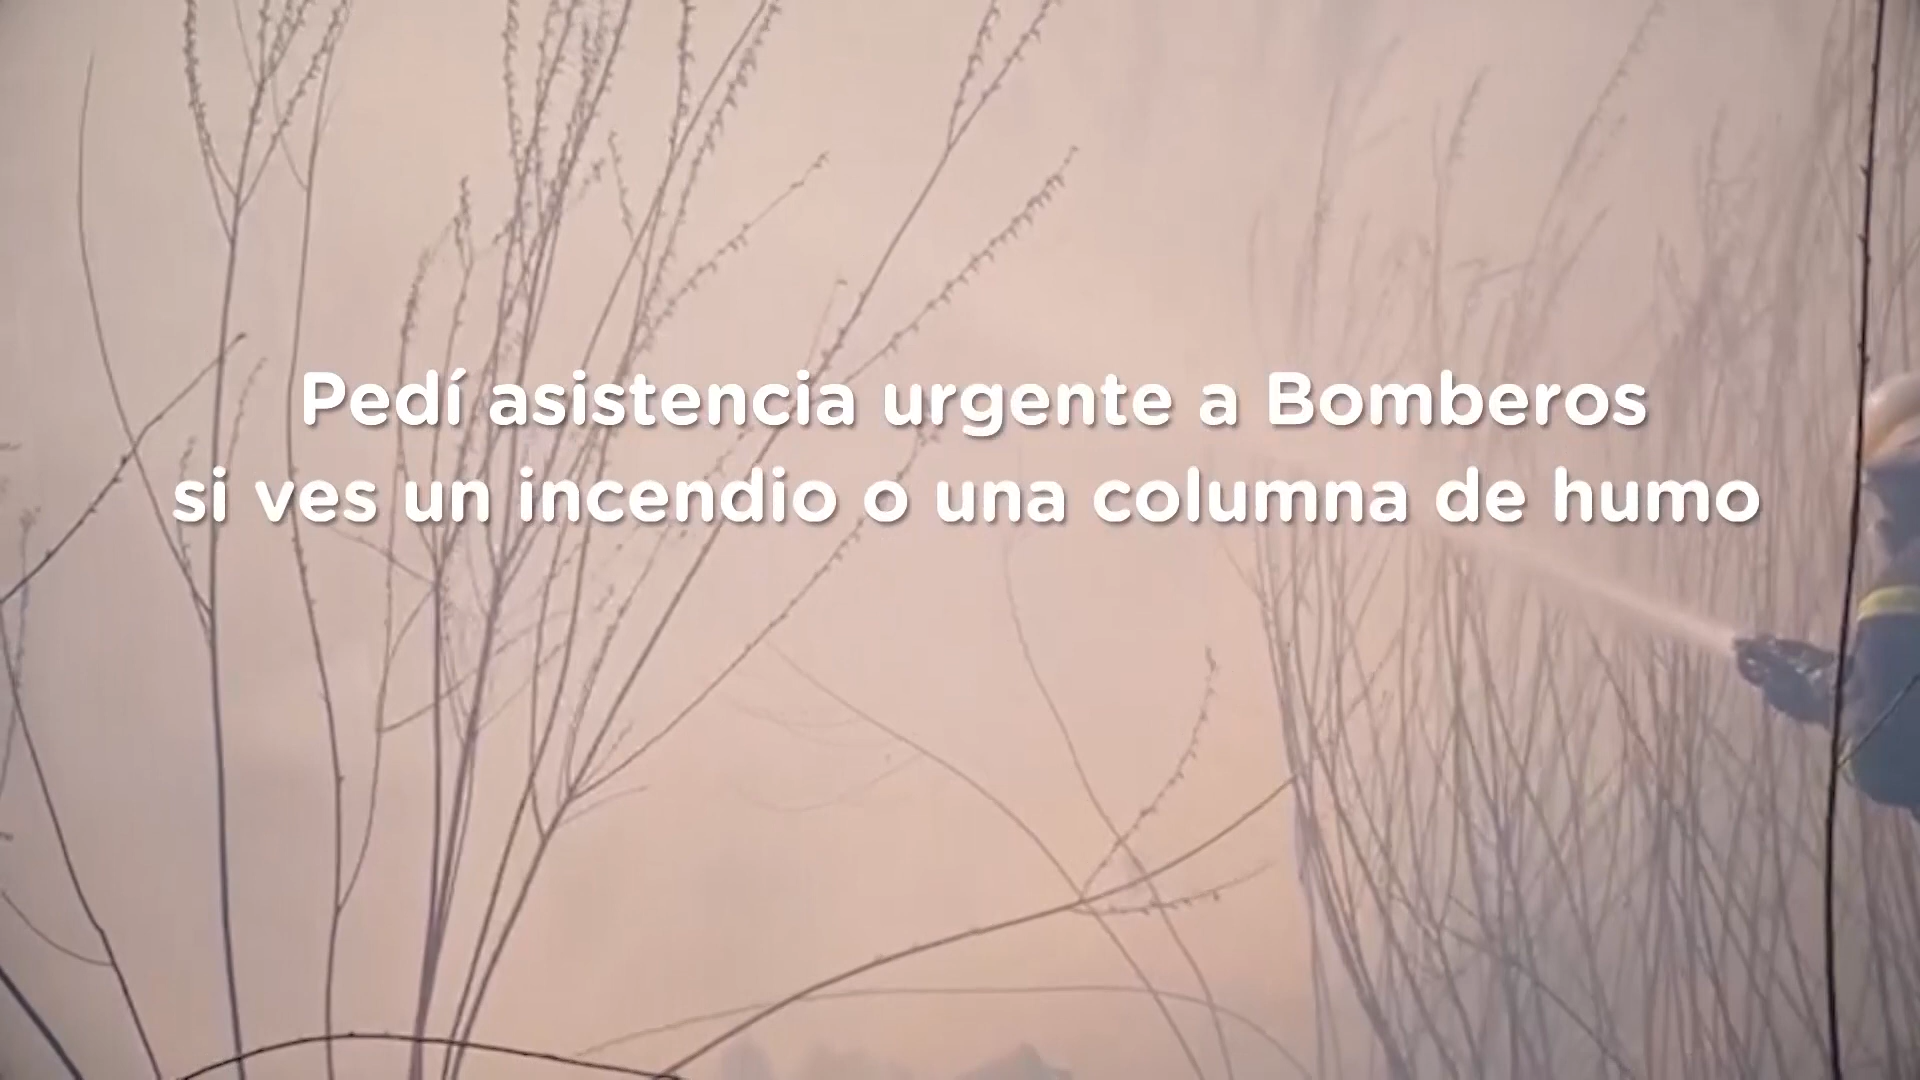 Pedí asistencia urgente a Bomberos
si ves un incendio o una columna de humo